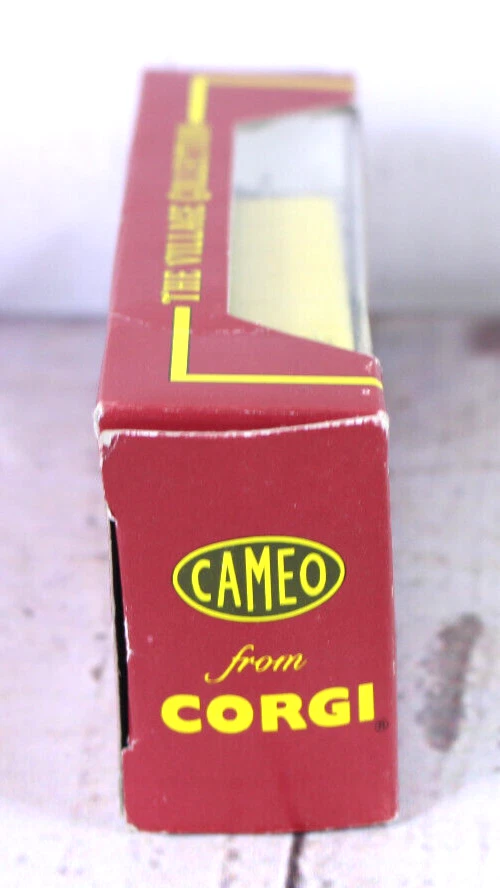 THE VILLAGE COLLECTION
CAMEO
from
CORGI®